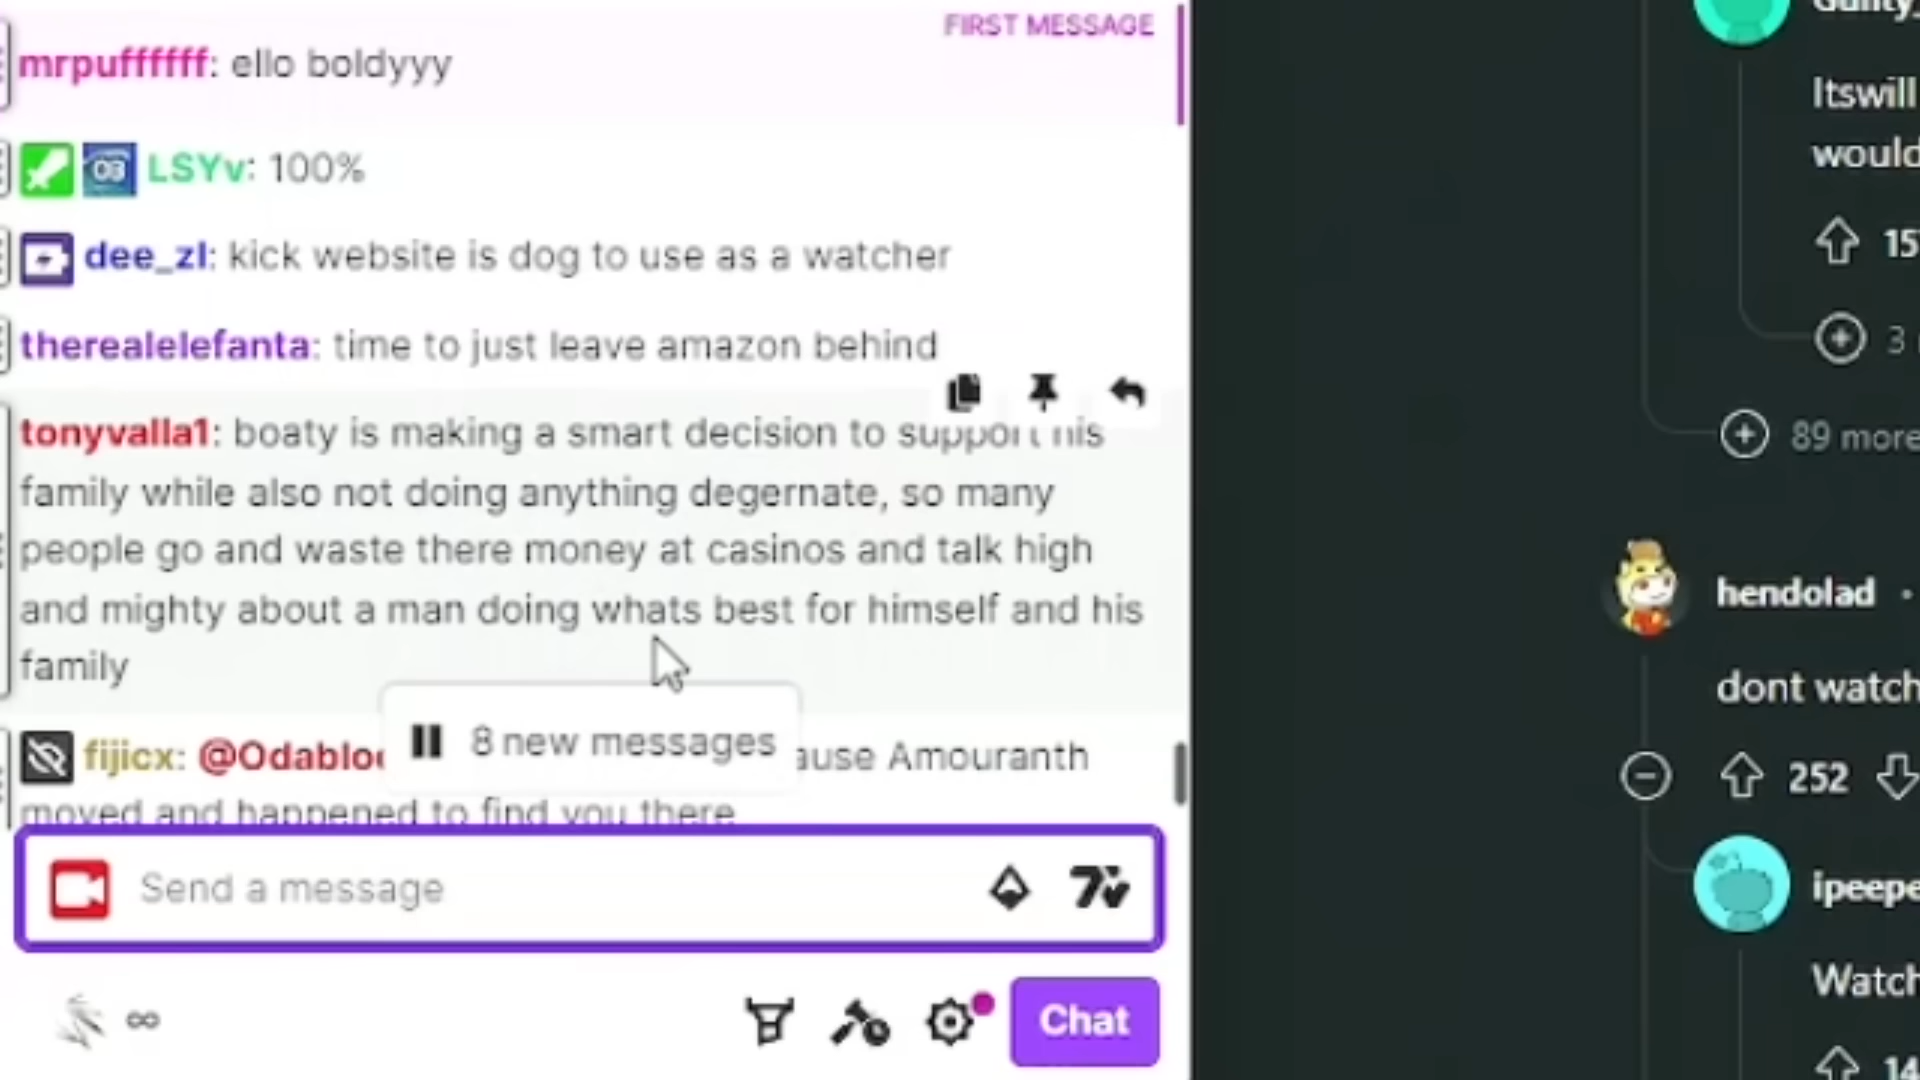 FIRST MESSAGE
mrpuffffff: ello boldyyy
LSYv: 100%
dee_zl: kick website is dog to use as a watcher
therealelefanta: time to just leave amazon behind
tonyvalla1: boaty is making a smart decision to support his
family while also not doing anything degernate, so many
people go and waste there money at casinos and talk high
and mighty about a man doing whats best for himself and his
family
fijicx: @Odabloc
8 new messages
Amouranth
moved and happened to find you there
Send a message
∞
Chat
Itswill
would
15
3
89 more
hendolad
dont watch
252
ipeepe
Watch
14